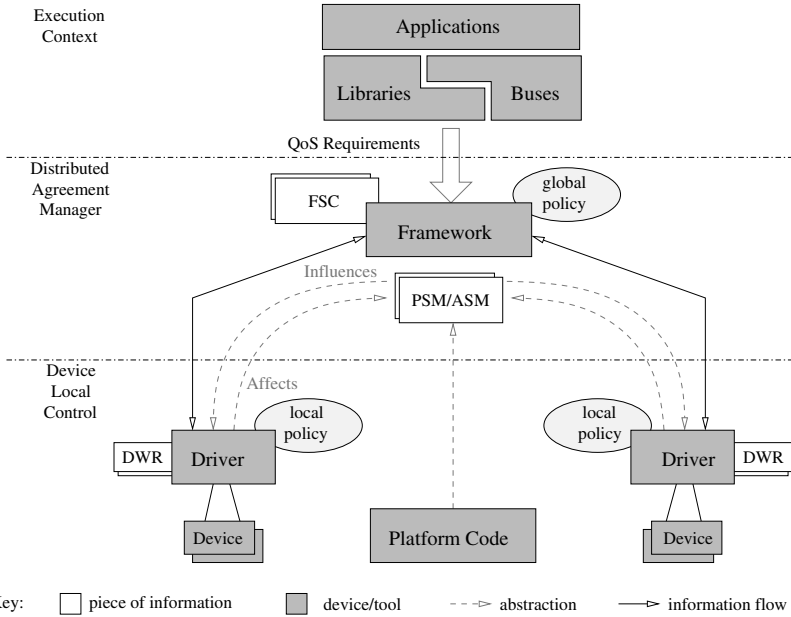 Execution
Context
Applications
Libraries
Buses
QoS Requirements
Distributed
Agreement
Manager
FSC
global
policy
Framework
Influences
PSM/ASM
Device
Local
Control
Affects
local
policy
local
policy
DWR
Driver
Driver
DWR
Device
Platform Code
Device
ey:
piece of information
device/tool
abstraction
information flow